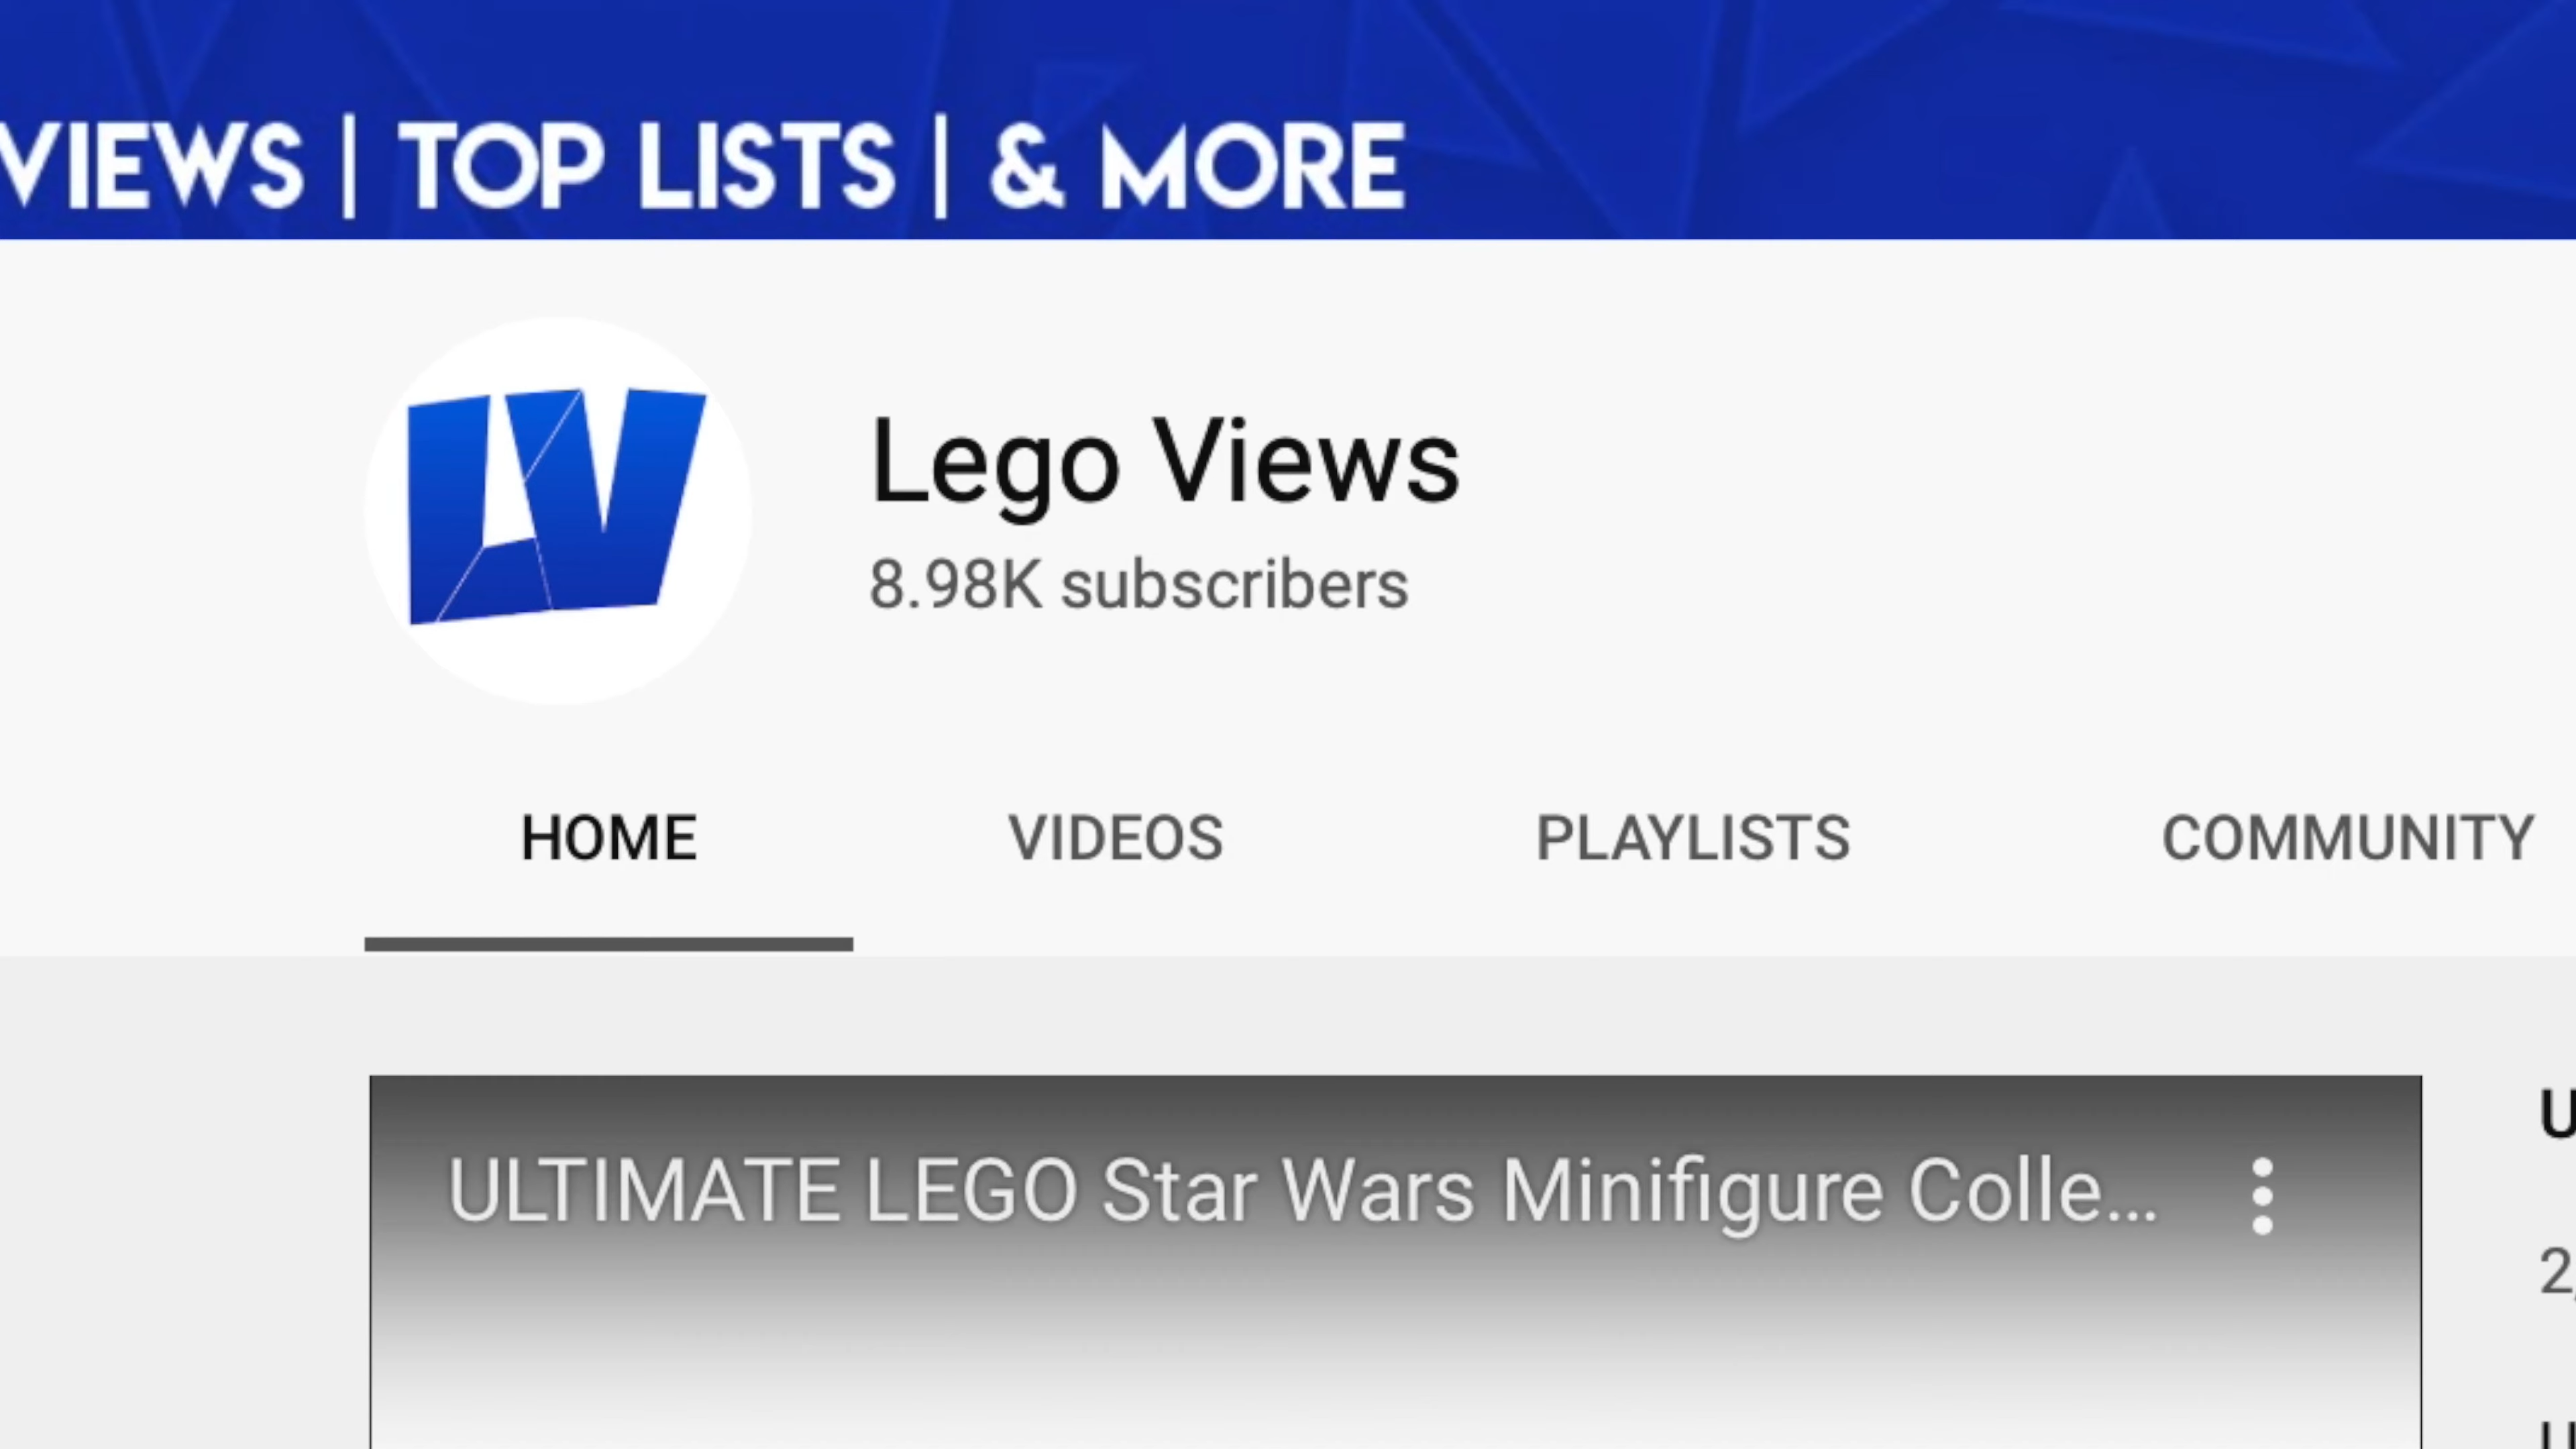 VIEWS | TOP LISTS | & MORE
LV
Lego Views
8.98K subscribers
HOME VIDEOS PLAYLISTS COMMUNITY
ULTIMATE LEGO Star Wars Minifigure Colle...